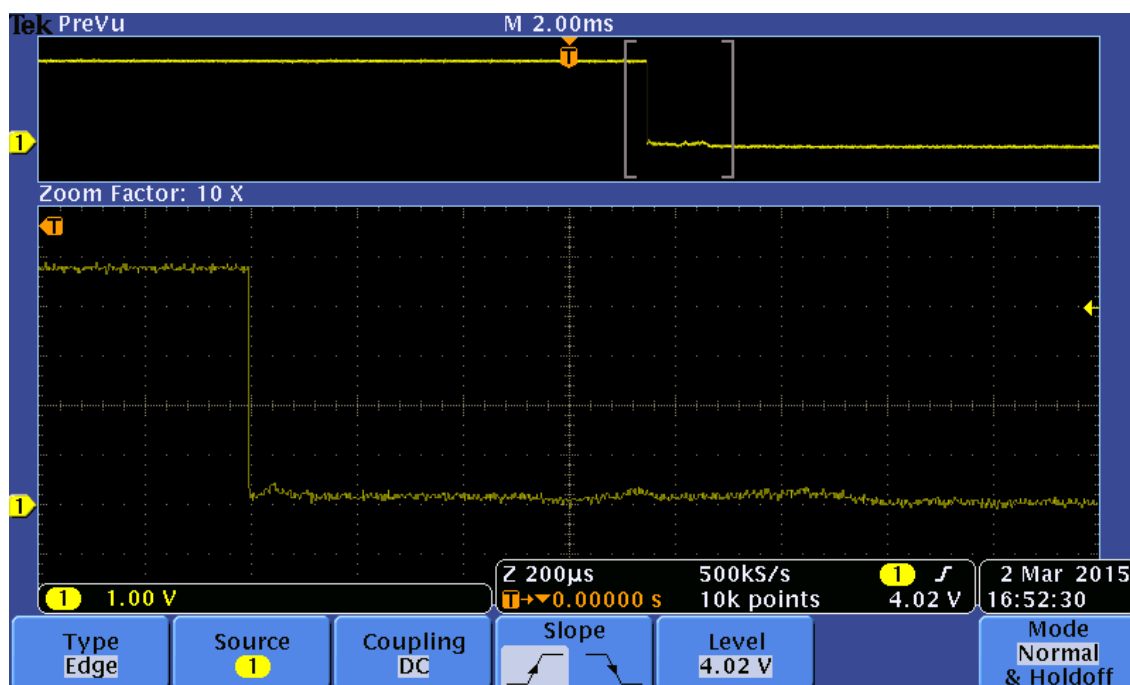 Tek PreVu M 2.00ms
T
1
Zoom Factor: 10 X
T
1
Z 200µs 500kS/s 1
T→▼0.00000 s 10k points 4.02 V
2 Mar 2015
16:52:30
1 1.00 V
Type
Edge
Source
1
Coupling
DC
Slope
Level
4.02 V
Mode
Normal
& Holdoff